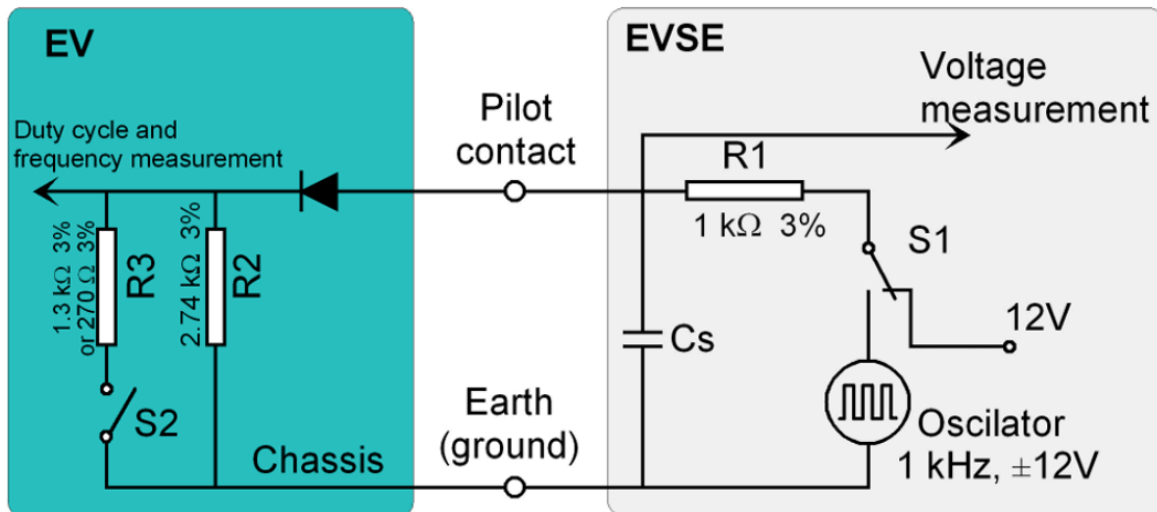 EV
Duty cycle and
frequency measurement
1.3 kΩ 3%
or 270 Ω 3%
R3
2.74 kΩ 3%
R2
S2
Chassis
Pilot
contact
Earth
(ground)
EVSE
Voltage
measurement
R1
1 kΩ 3%
S1
12V
Cs
Oscilator
1 kHz, ±12V